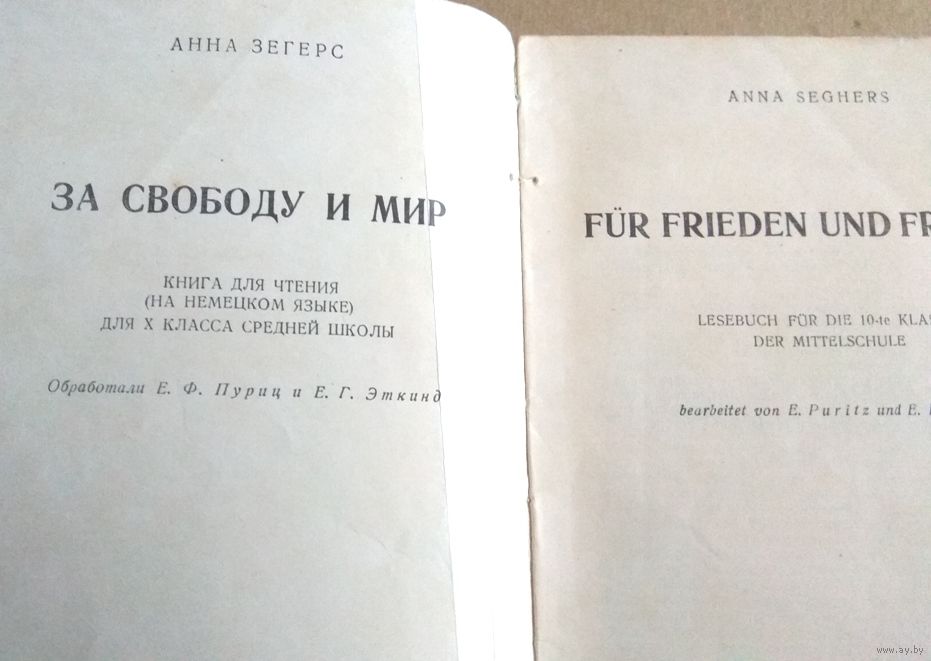 АННА ЗЕГЕРС
ЗА СВОБОДУ И МИР
КНИГА ДЛЯ ЧТЕНИЯ
(НА НЕМЕЦКОМ ЯЗЫКЕ)
ДЛЯ X КЛАССА СРЕДНЕЙ ШКОЛЫ
Обработали Е. Ф. Пуриц и Е. Г. Эткинд
ANNA SEGHERS
FÜR FRIEDEN UND FR
LESEBUCH FÜR DIE 10-te KLA
DER MITTELSCHULE
bearbeitet von E. Puritz und E.
www.ay.by